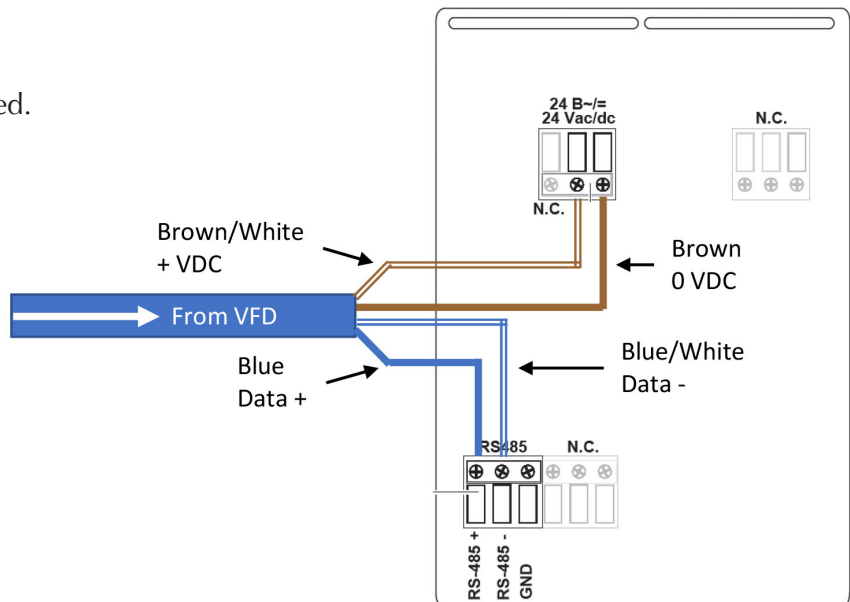 ed.
24 B~/=
24 Vac/dc
N.C.
N.C.
Brown/White
+ VDC
Brown
0 VDC
From VFD
Blue
Data +
Blue/White
Data -
RS485
N.C.
RS-485 +
RS-485 -
GND